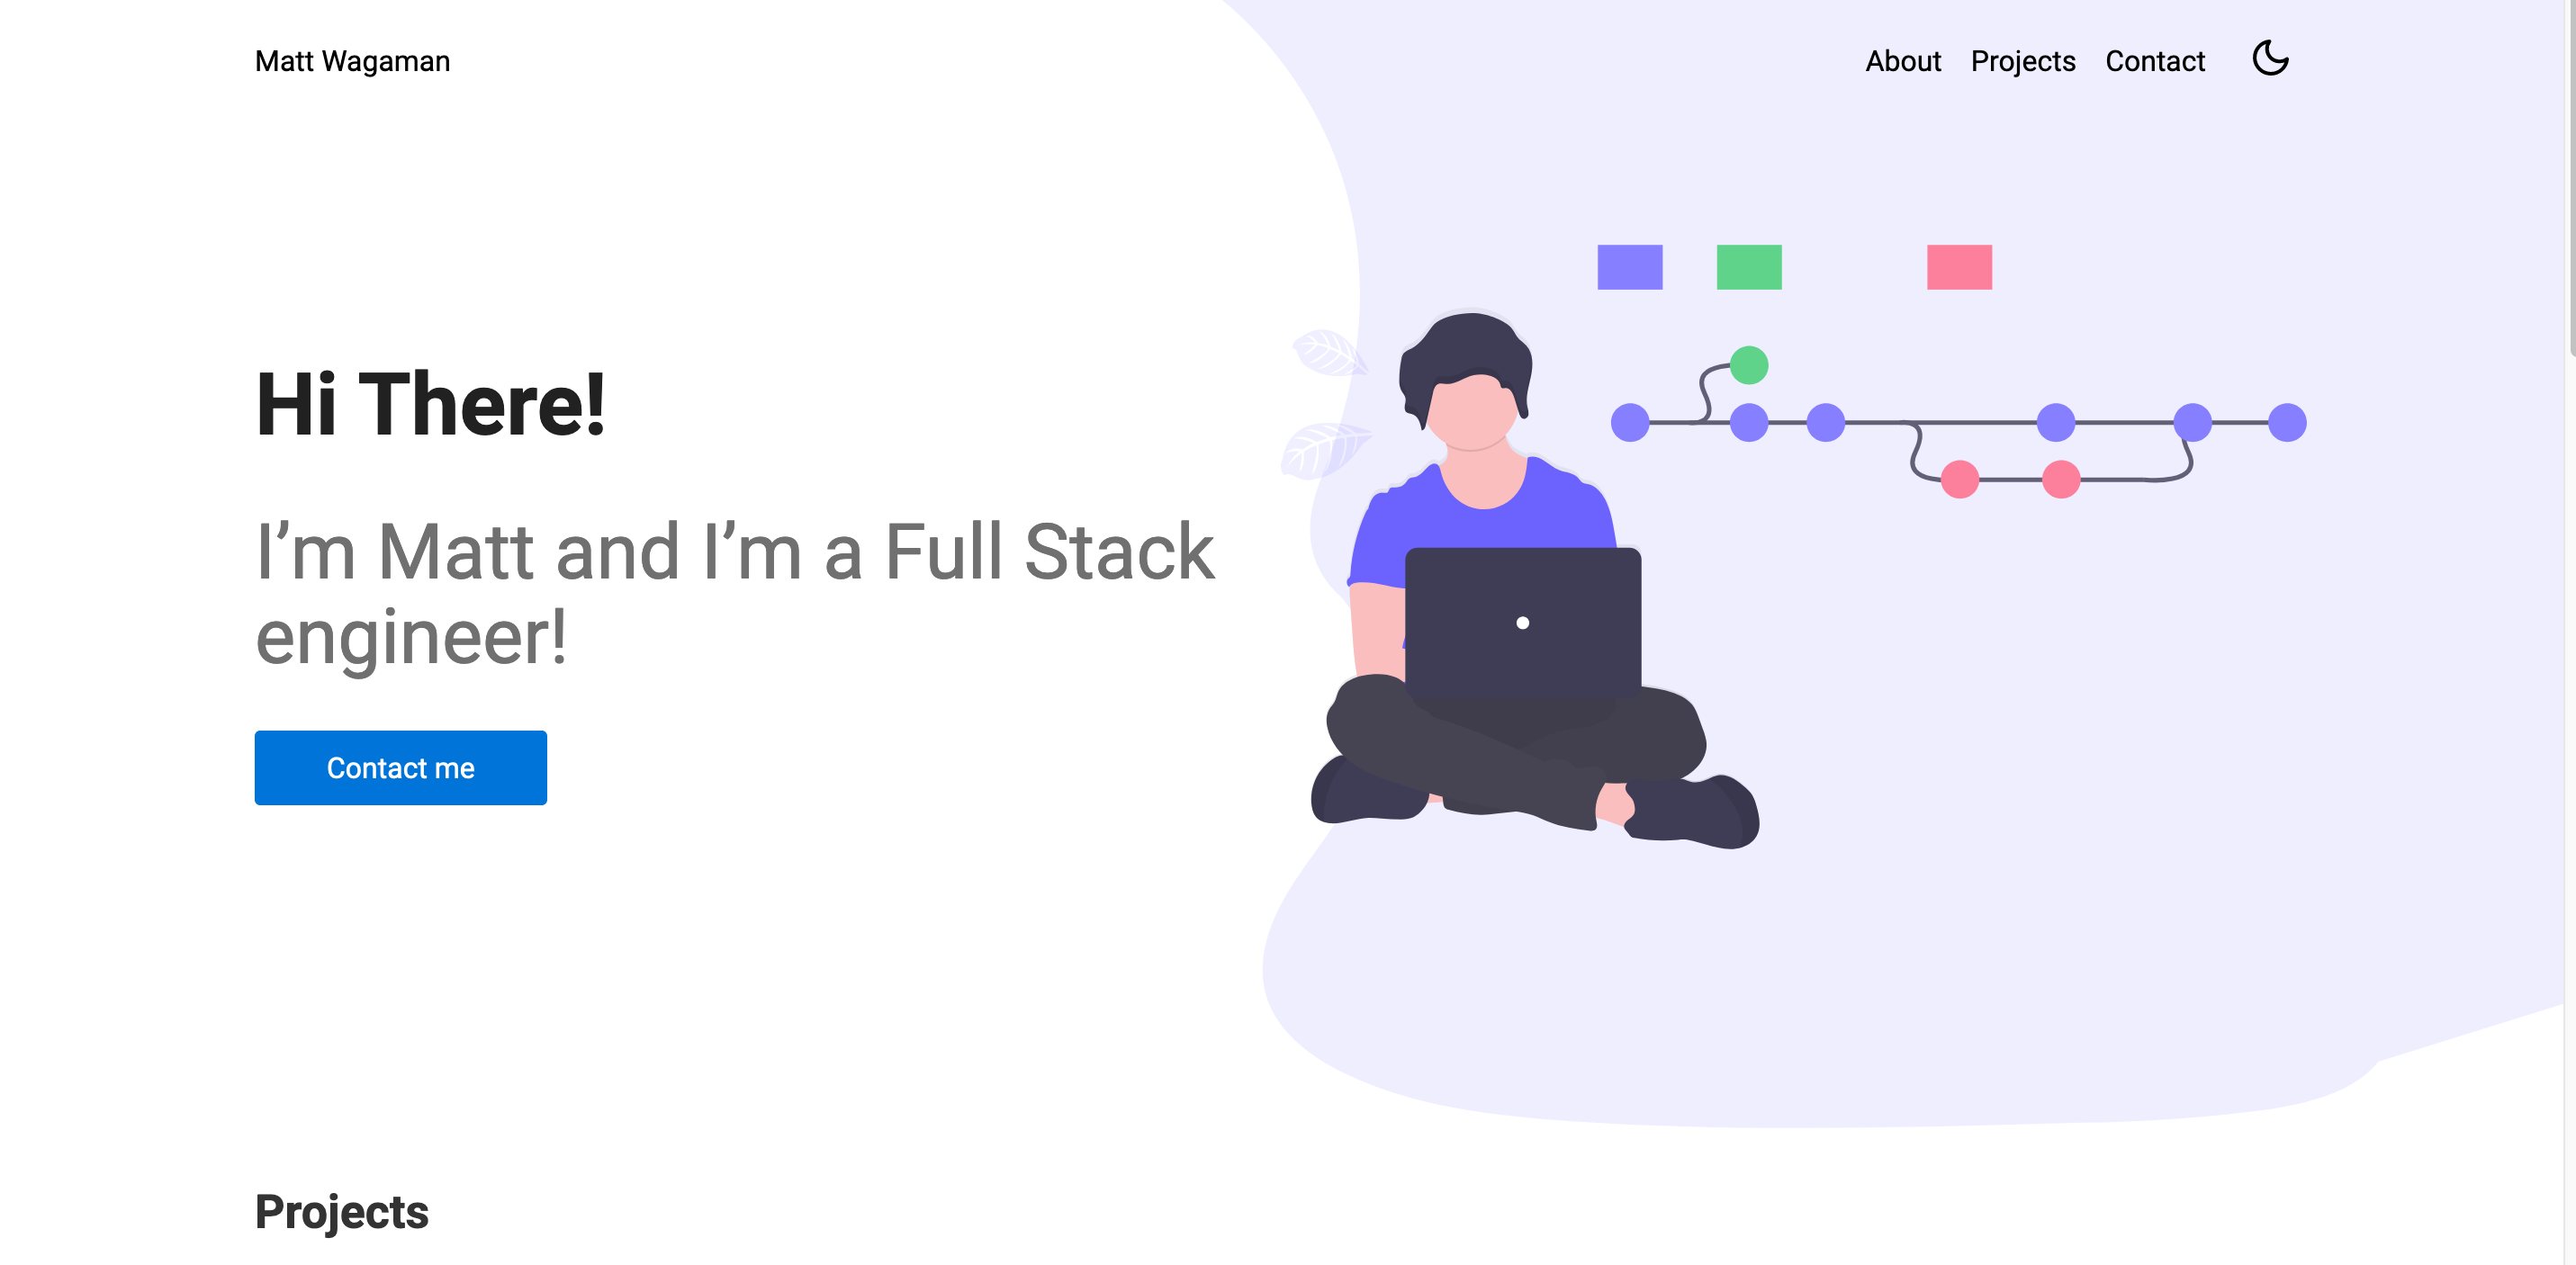 Matt Wagaman
About Projects Contact
Hi There!
I’m Matt and I’m a Full Stack
engineer!
Contact me
Projects